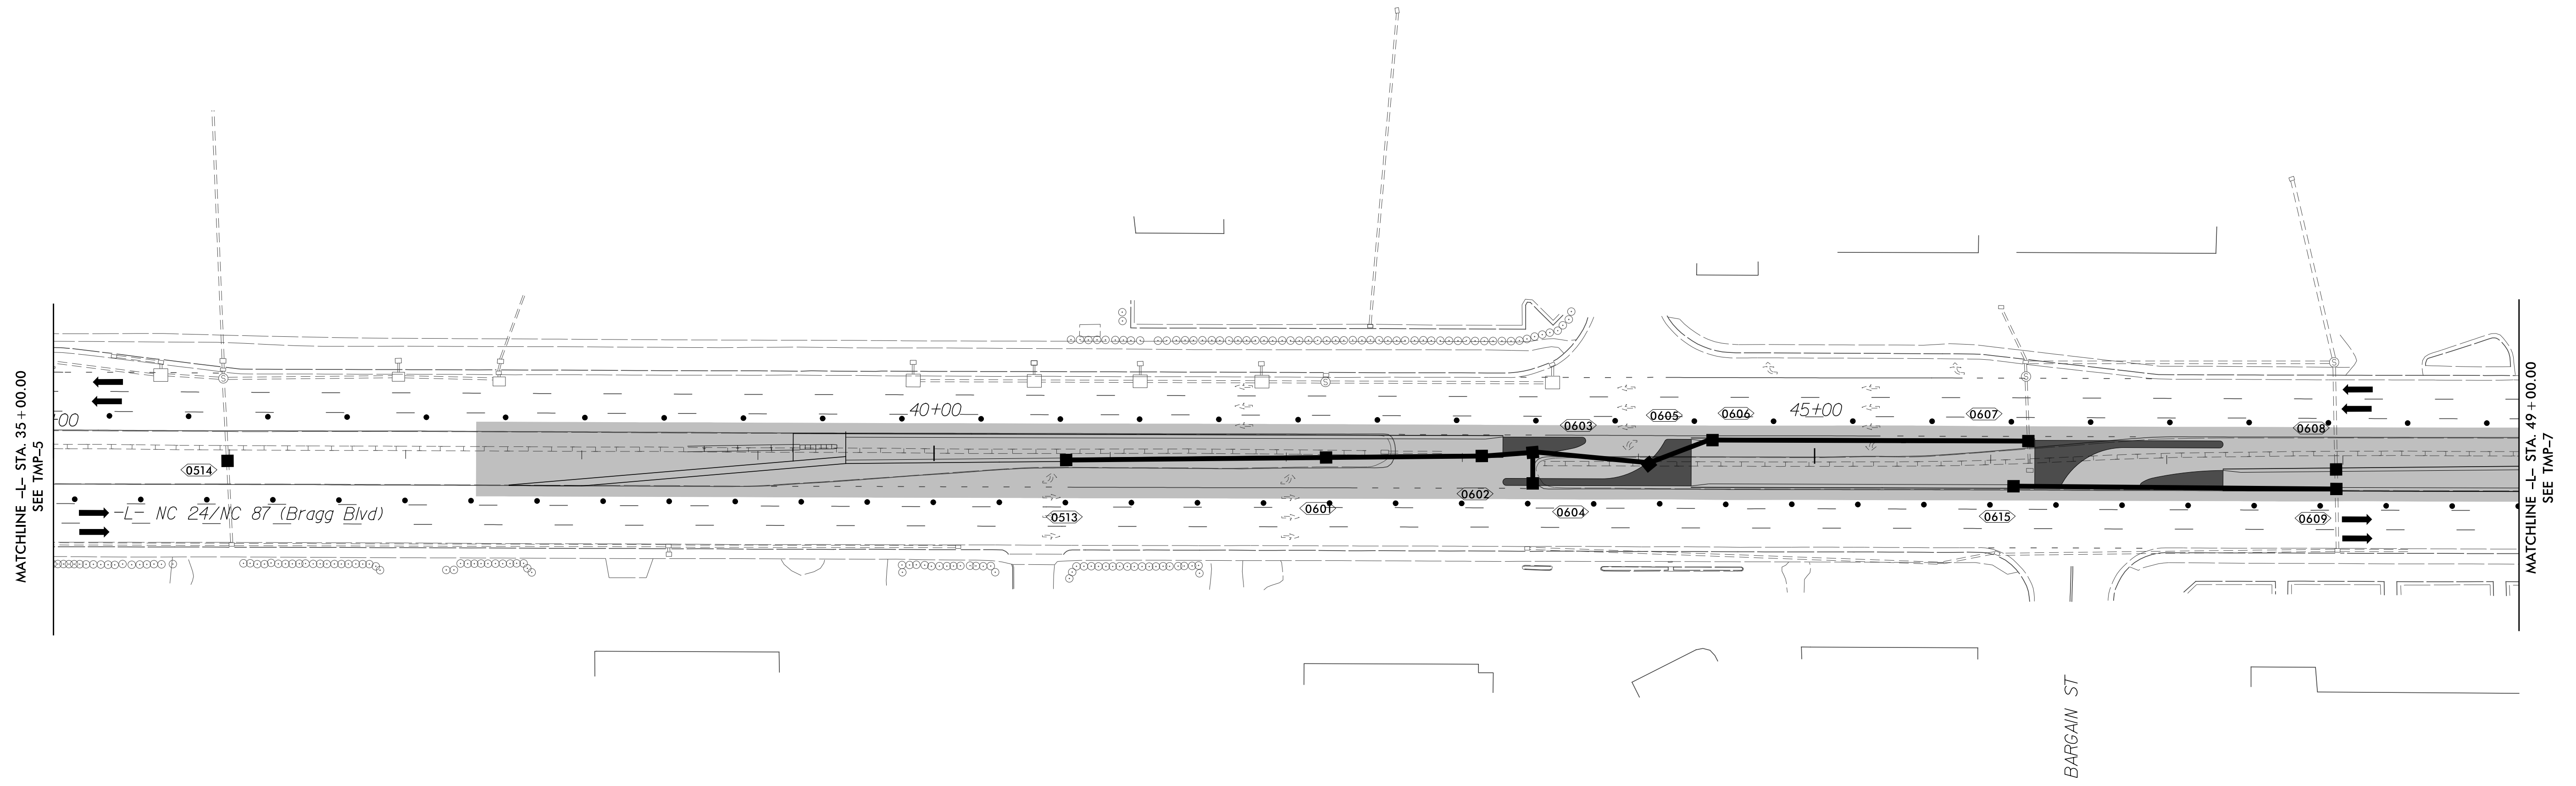 MATCHLINE -L- STA. 35+00.00
SEE TMP-5
+00
40+00
45+00
0603
0605
0606
0607
0608
0514
0602
-L- NC 24/NC 87 (Bragg Blvd)
0513
0601
0604
0615
0609
BARGAIN ST
MATCHLINE -L- STA. 49+00.00
SEE TMP-7
S
S
S
S